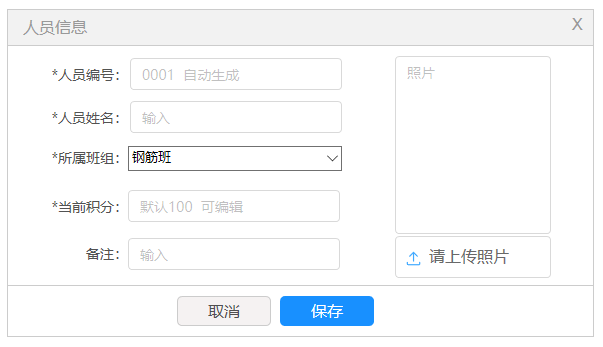 人员信息 X
*人员编号： 0001 自动生成
照片
*人员姓名： 输入
*所属班组： 钢筋班
*当前积分： 默认100 可编辑
备注： 输入
请上传照片
取消 保存